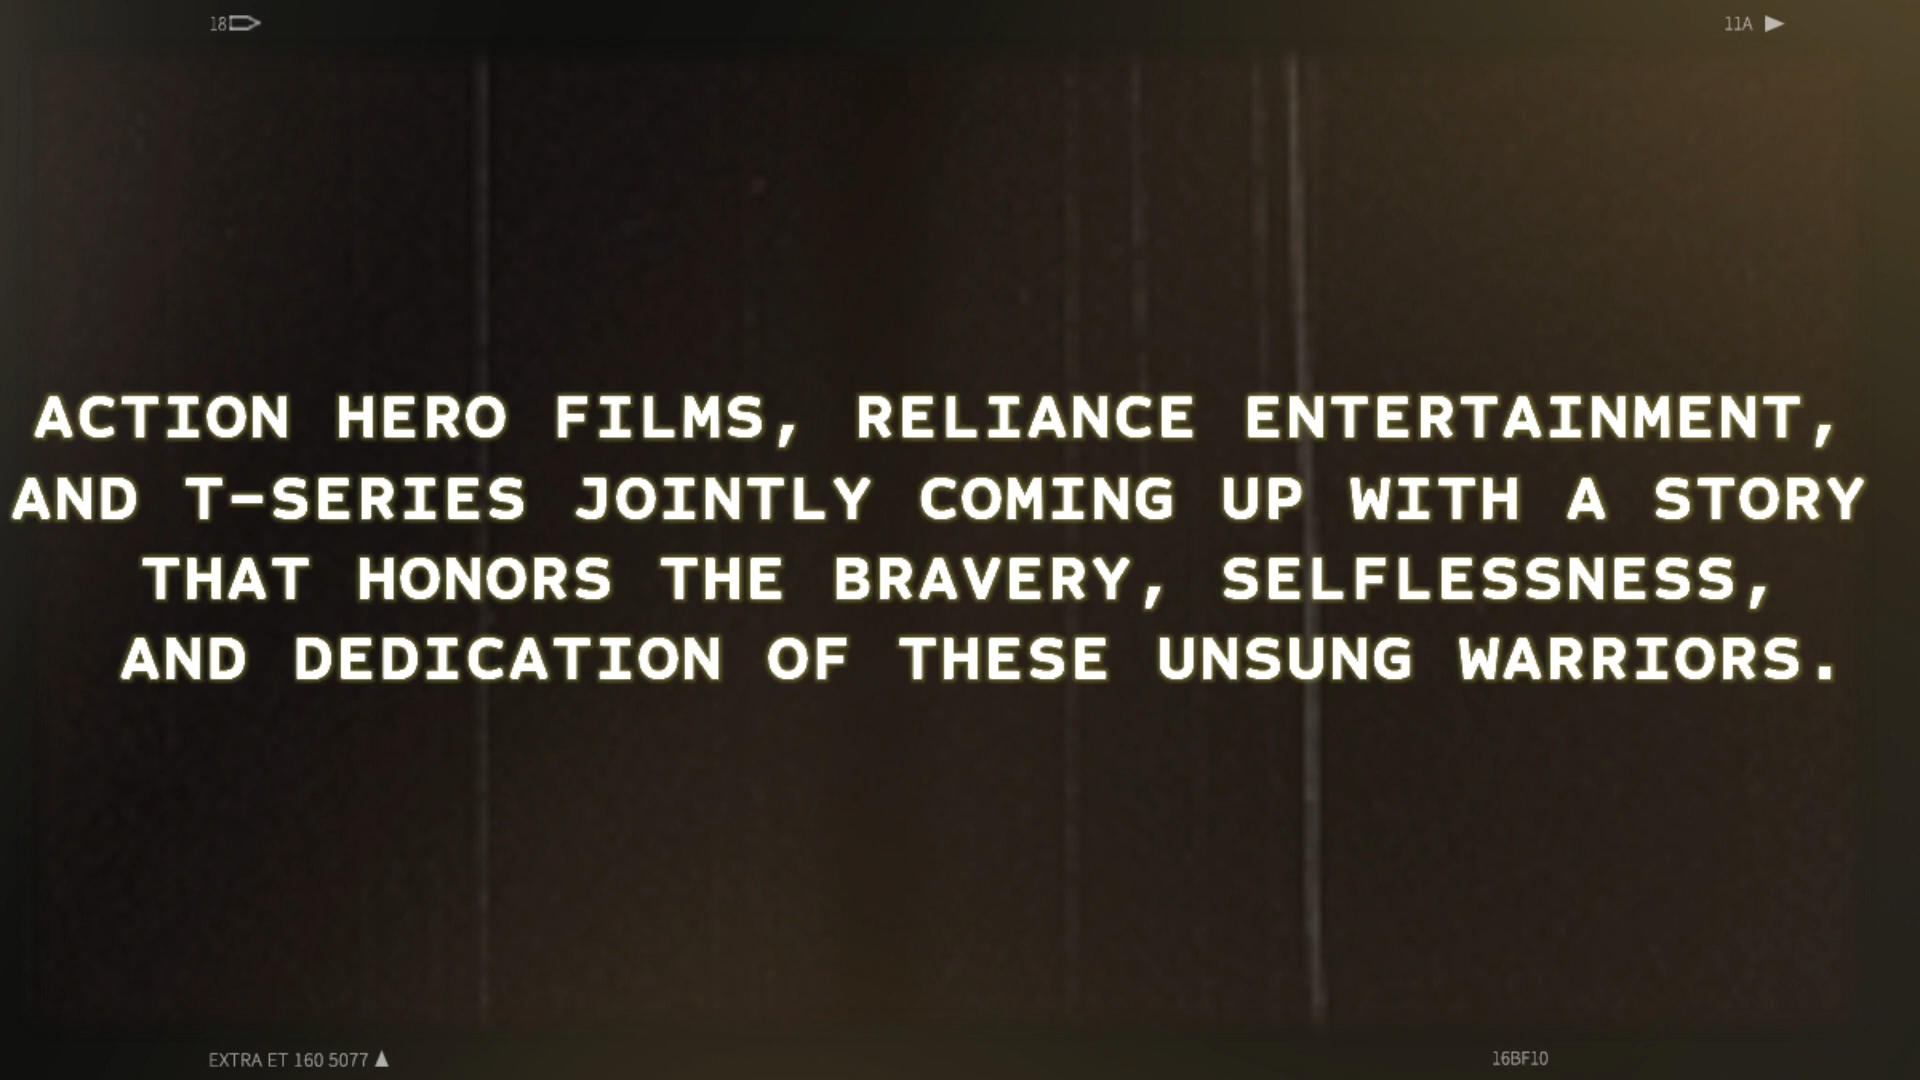 18
11A
ACTION HERO FILMS, RELIANCE ENTERTAINMENT,
AND T-SERIES JOINTLY COMING UP WITH A STORY
THAT HONORS THE BRAVERY, SELFLESSNESS,
AND DEDICATION OF THESE UNSUNG WARRIORS.
EXTRA ET 160 5077
16BF10